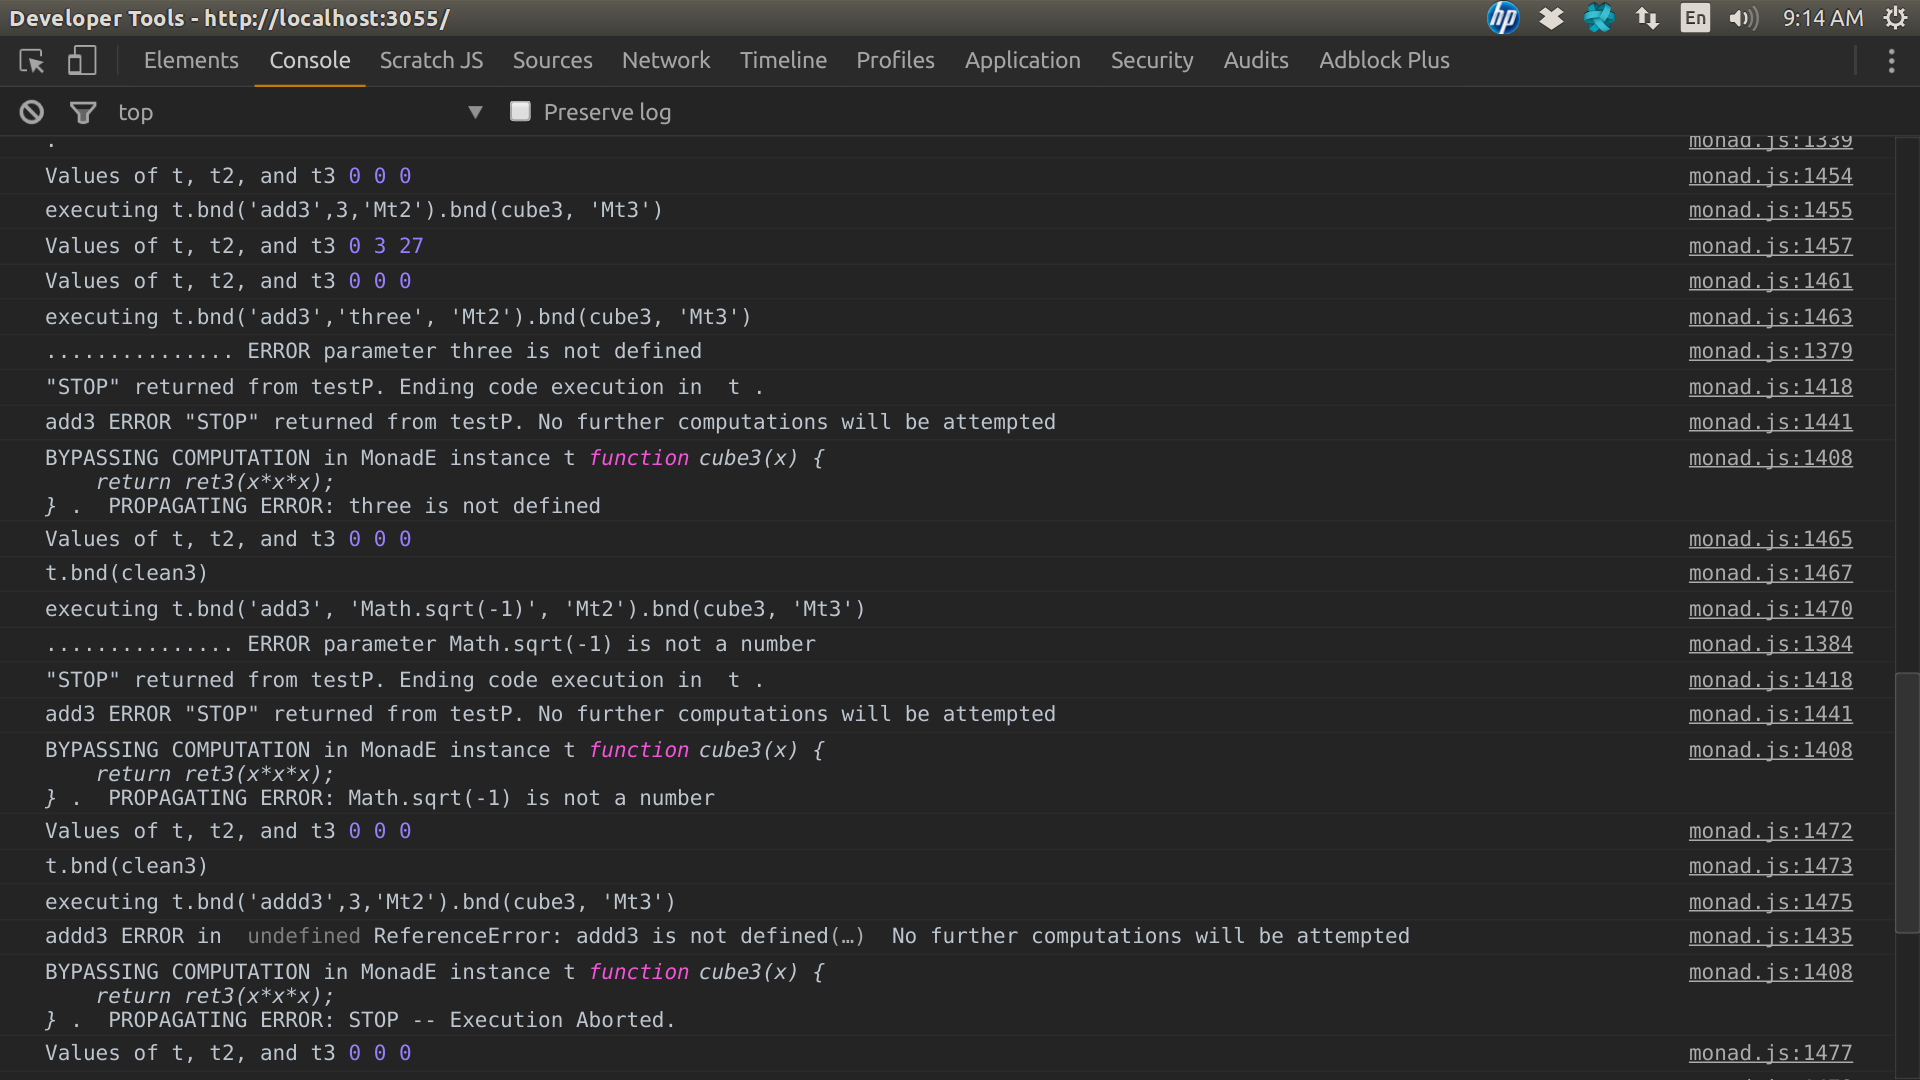 Developer Tools - http://localhost:3055/
hp
En
9:14 AM
Elements Console Scratch JS Sources Network Timeline Profiles Application Security Audits Adblock Plus
top ▼ Preserve log
. monad.js:1339
Values of t, t2, and t3 0 0 0 monad.js:1454
executing t.bnd('add3',3,'Mt2').bnd(cube3, 'Mt3') monad.js:1455
Values of t, t2, and t3 0 3 27 monad.js:1457
Values of t, t2, and t3 0 0 0 monad.js:1461
executing t.bnd('add3','three', 'Mt2').bnd(cube3, 'Mt3') monad.js:1463
............... ERROR parameter three is not defined monad.js:1379
"STOP" returned from testP. Ending code execution in  t . monad.js:1418
add3 ERROR "STOP" returned from testP. No further computations will be attempted monad.js:1441
BYPASSING COMPUTATION in MonadE instance t function cube3(x) { monad.js:1408
return ret3(x*x*x);
} .  PROPAGATING ERROR: three is not defined
Values of t, t2, and t3 0 0 0 monad.js:1465
t.bnd(clean3) monad.js:1467
executing t.bnd('add3', 'Math.sqrt(-1)', 'Mt2').bnd(cube3, 'Mt3') monad.js:1470
............... ERROR parameter Math.sqrt(-1) is not a number monad.js:1384
"STOP" returned from testP. Ending code execution in  t . monad.js:1418
add3 ERROR "STOP" returned from testP. No further computations will be attempted monad.js:1441
BYPASSING COMPUTATION in MonadE instance t function cube3(x) { monad.js:1408
return ret3(x*x*x);
} .  PROPAGATING ERROR: Math.sqrt(-1) is not a number
Values of t, t2, and t3 0 0 0 monad.js:1472
t.bnd(clean3) monad.js:1473
executing t.bnd('addd3',3,'Mt2').bnd(cube3, 'Mt3') monad.js:1475
addd3 ERROR in  undefined ReferenceError: addd3 is not defined(…)  No further computations will be attempted monad.js:1435
BYPASSING COMPUTATION in MonadE instance t function cube3(x) { monad.js:1408
return ret3(x*x*x);
} .  PROPAGATING ERROR: STOP -- Execution Aborted.
Values of t, t2, and t3 0 0 0 monad.js:1477